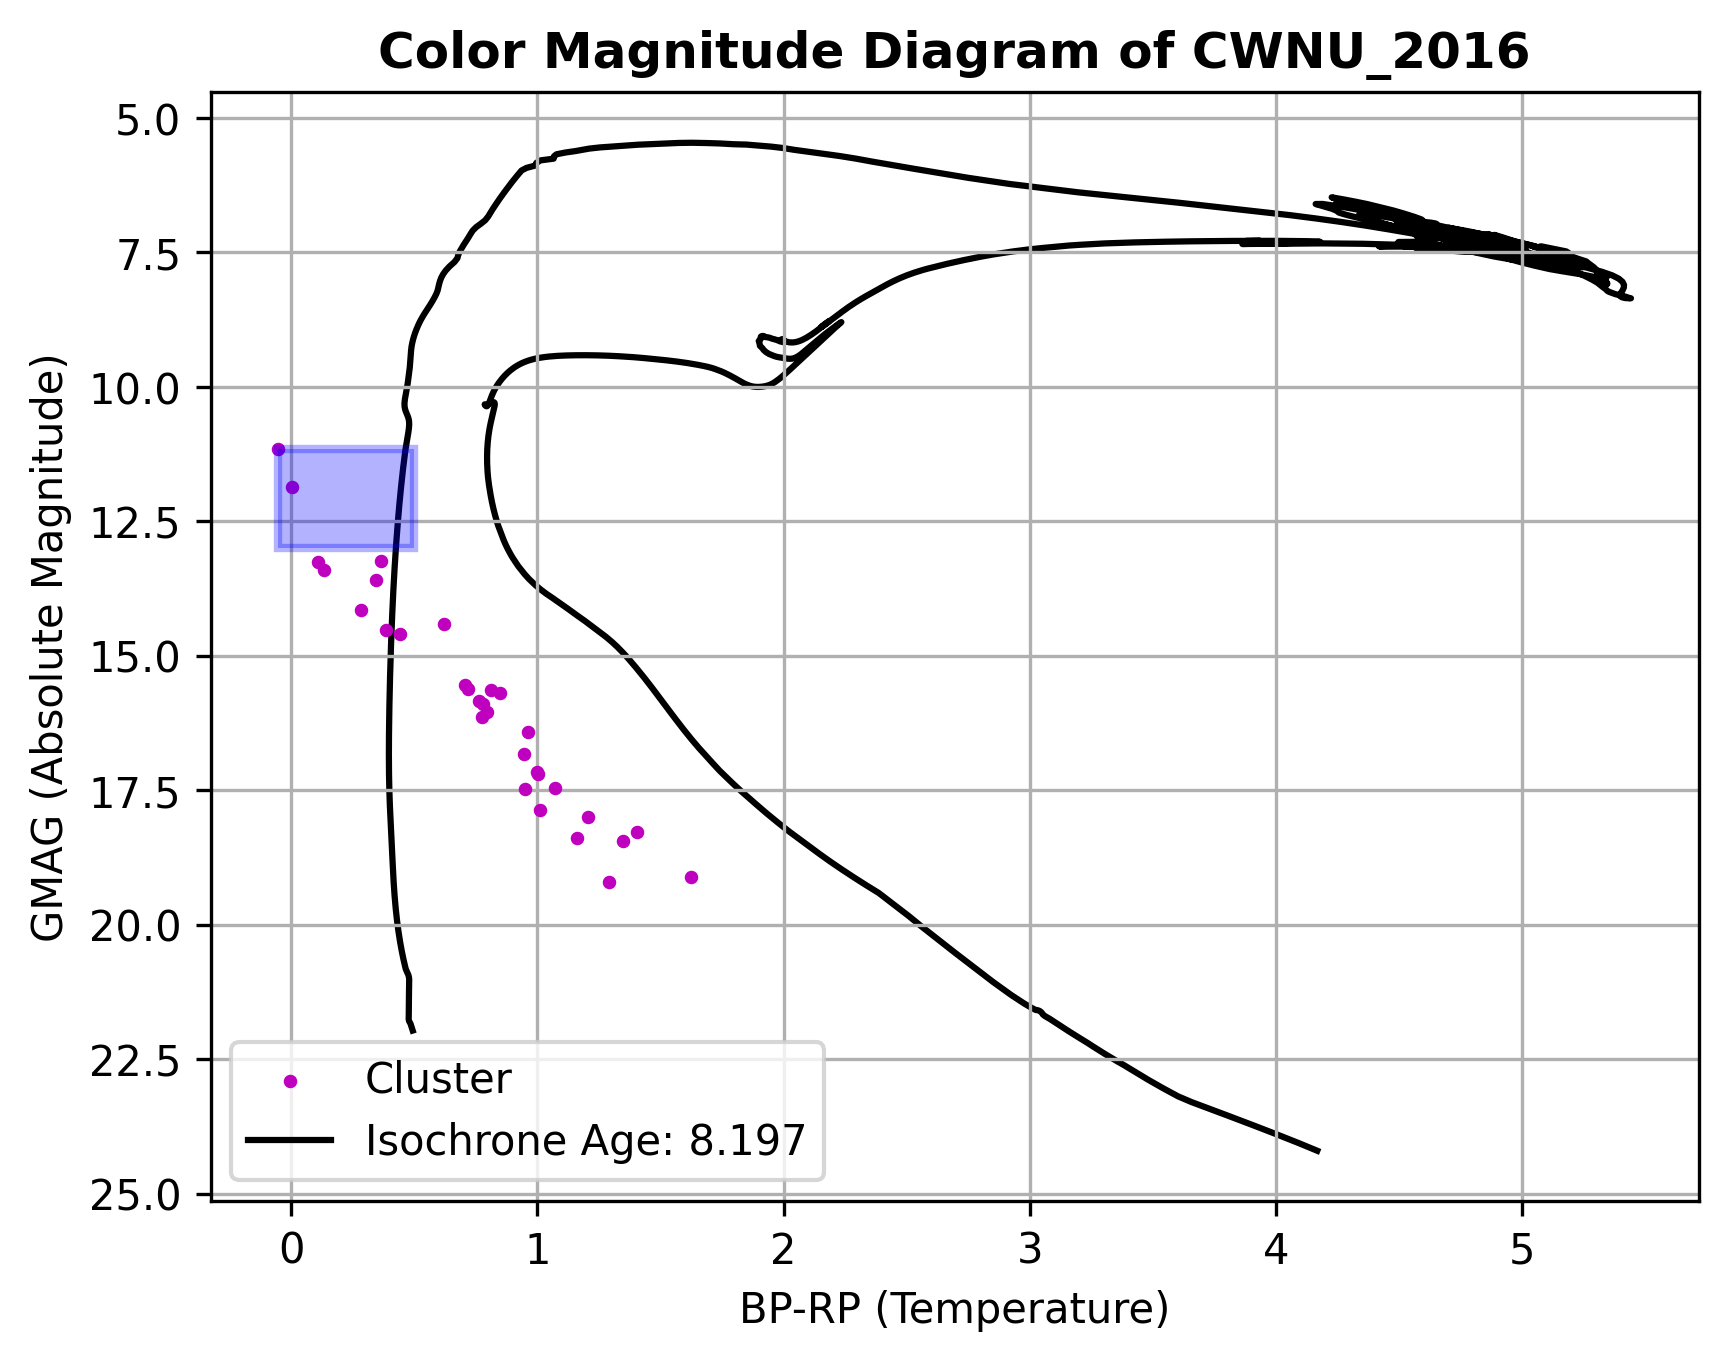 Color Magnitude Diagram of CWNU_2016
GMAG (Absolute Magnitude)
5.0
7.5
10.0
12.5
15.0
17.5
20.0
22.5
25.0
Cluster
Isochrone Age: 8.197
0 1 2 3 4 5
BP-RP (Temperature)